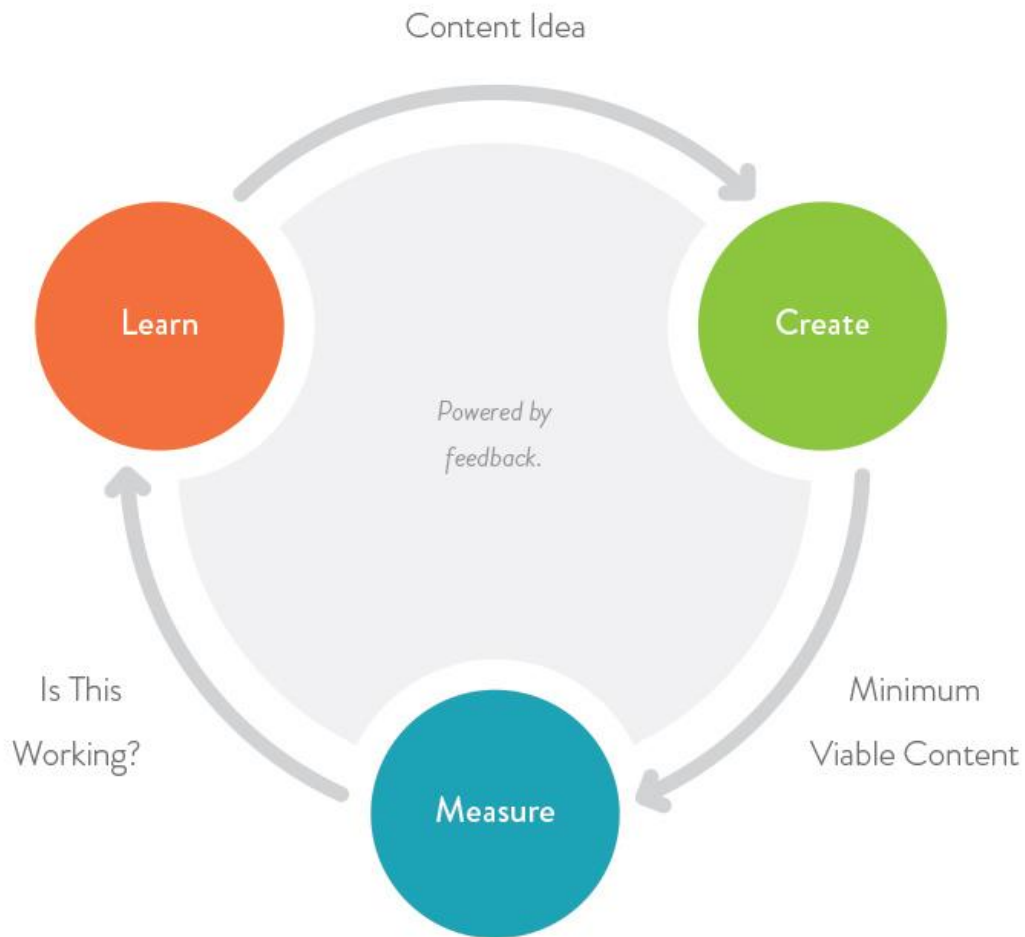 Content Idea
Learn
Create
Powered by
feedback.
Is This
Working?
Minimum
Viable Content
Measure